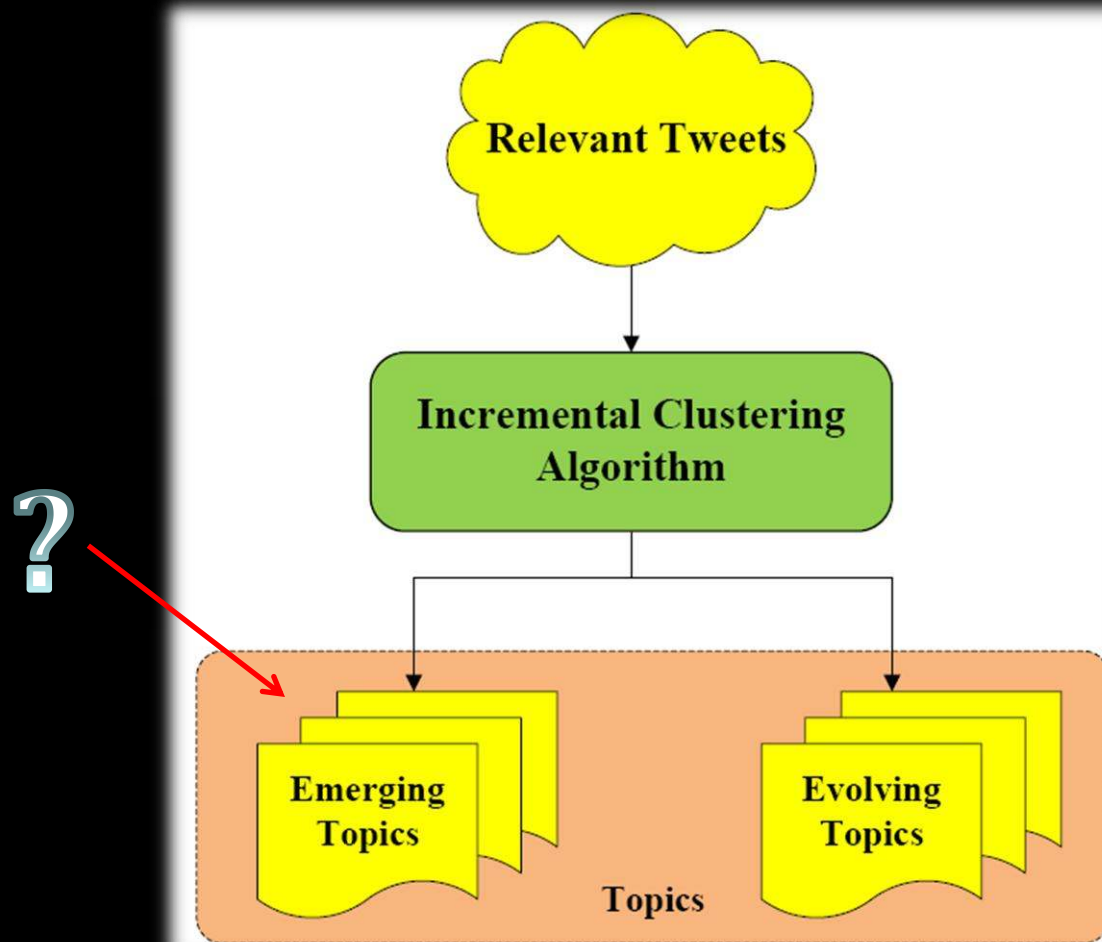 Relevant Tweets
Incremental Clustering
Algorithm
?
Emerging
Topics
Evolving
Topics
Topics